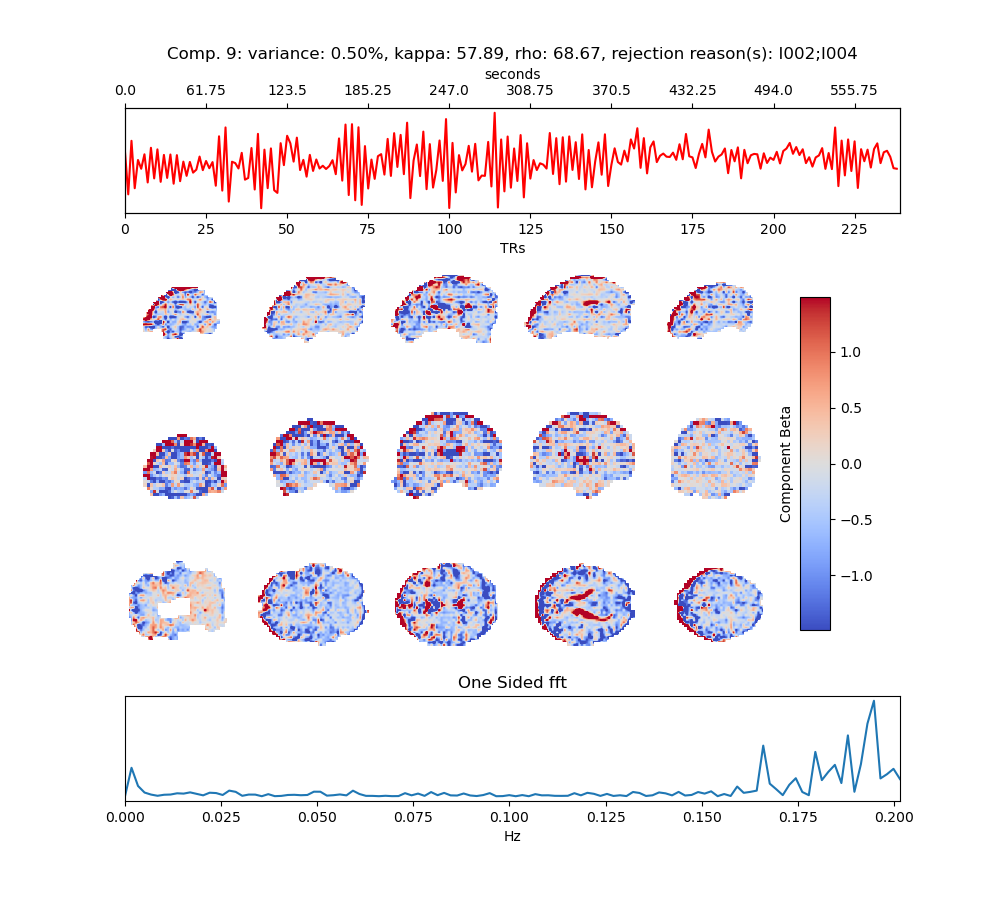 Comp. 9: variance: 0.50%, kappa: 57.89, rho: 68.67, rejection reason(s): I002;I004
seconds
0.0 61.75 123.5 185.25 247.0 308.75 370.5 432.25 494.0 555.75
0 25 50 75 100 125 150 175 200 225
TRs
1.0
0.5
0.0
−0.5
−1.0
Component Beta
One Sided fft
0.000 0.025 0.050 0.075 0.100 0.125 0.150 0.175 0.200
Hz